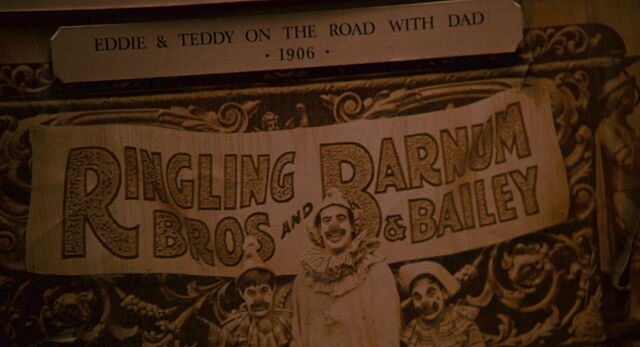 EDDIE & TEDDY ON THE ROAD WITH DAD
· 1906 ·
RINGLING BROS AND BARNUM & BAILEY